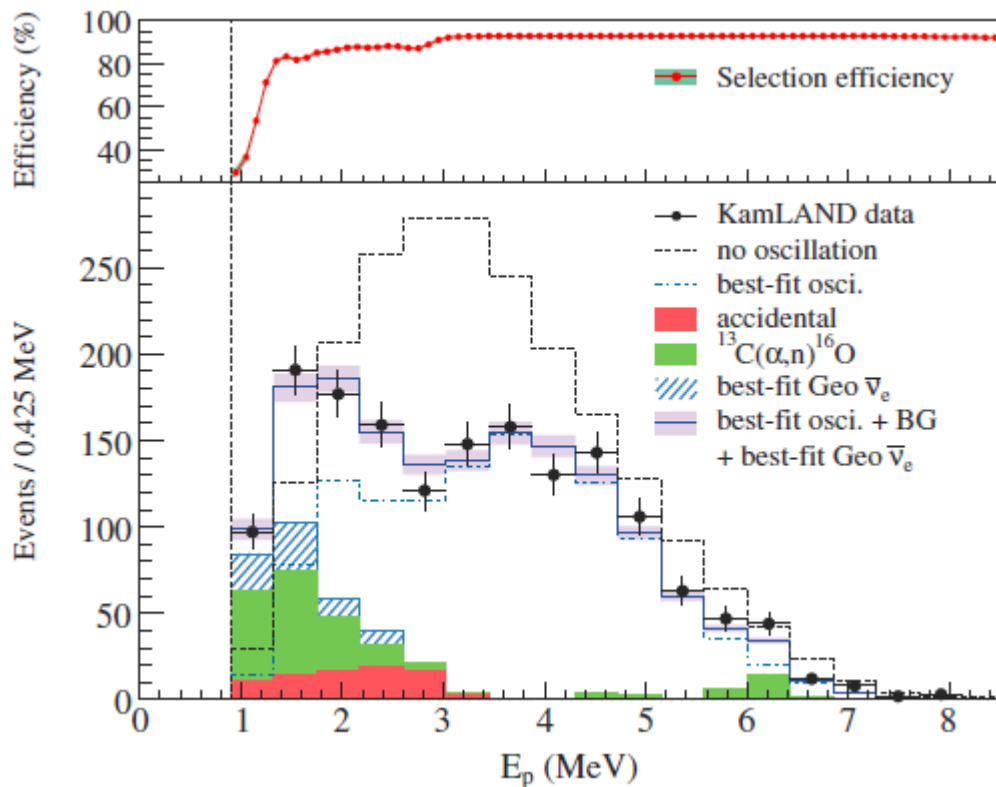 Efficiency (%)
100
80
60
40
Selection efficiency
Events / 0.425 MeV
250
200
150
100
50
0
KamLAND data
no oscillation
best-fit osci.
accidental
¹³C(α,n)¹⁶O
best-fit Geo ν̅ₑ
best-fit osci. + BG
+ best-fit Geo ν̅ₑ
0 1 2 3 4 5 6 7 8
Eₚ (MeV)